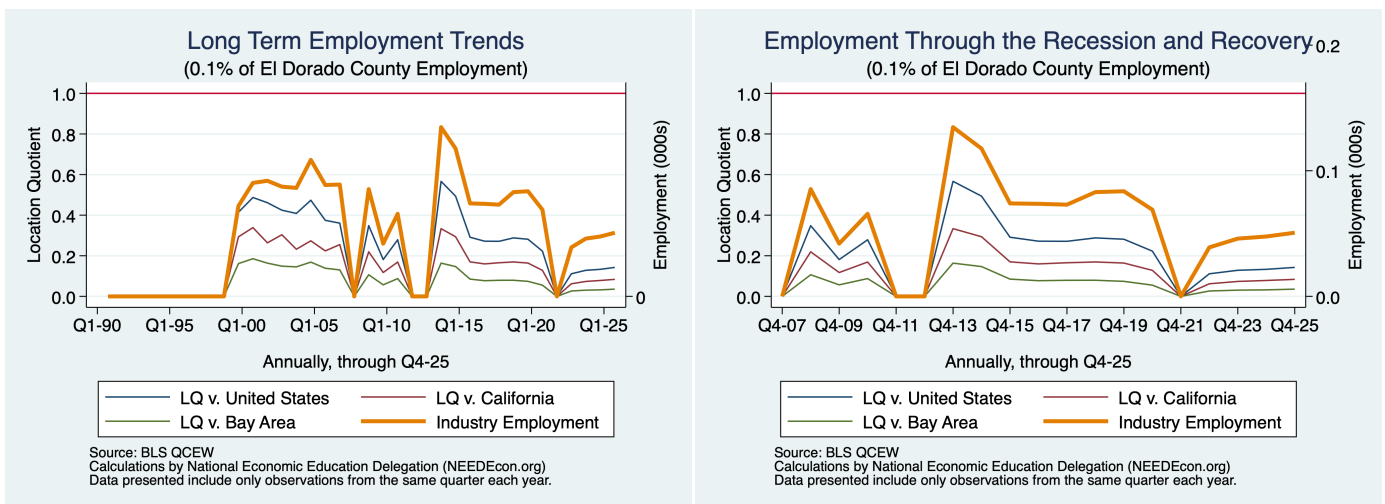 Long Term Employment Trends
(0.1% of El Dorado County Employment)
Location Quotient
1.0
0.8
0.6
0.4
0.2
0.0
0
Employment (000s)
Q1-90 Q1-95 Q1-00 Q1-05 Q1-10 Q1-15 Q1-20 Q1-25
Annually, through Q4-25
LQ v. United States LQ v. California
LQ v. Bay Area Industry Employment
Source: BLS QCEW
Calculations by National Economic Education Delegation (NEEDEcon.org)
Data presented include only observations from the same quarter each year.
Employment Through the Recession and Recovery
(0.1% of El Dorado County Employment)
Location Quotient
1.0
0.8
0.6
0.4
0.2
0.0
0.2
0.1
0.0
Employment (000s)
Q4-07 Q4-09 Q4-11 Q4-13 Q4-15 Q4-17 Q4-19 Q4-21 Q4-23 Q4-25
Annually, through Q4-25
LQ v. United States LQ v. California
LQ v. Bay Area Industry Employment
Source: BLS QCEW
Calculations by National Economic Education Delegation (NEEDEcon.org)
Data presented include only observations from the same quarter each year.